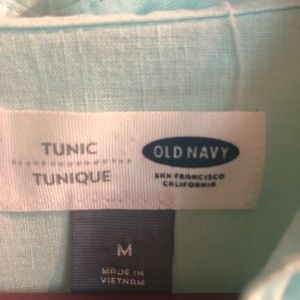 TUNIC
TUNIQUE
OLD NAVY
SAN FRANCISCO
CALIFORNIA
M
MADE IN
VIETNAM